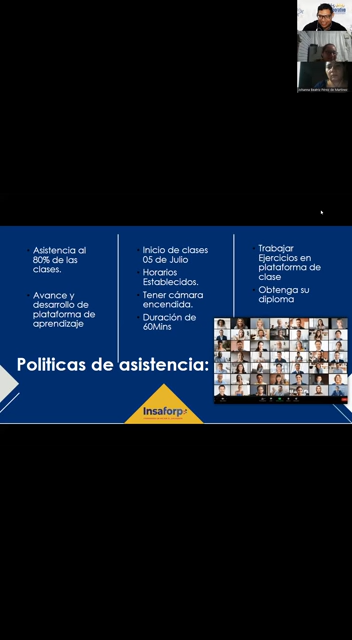 Asistencia al
80% de las
clases.
Avance y
desarrollo de
plataforma de
aprendizaje
Inicio de clases
05 de Julio
Horarios
Establecidos.
Tener cámara
encendida.
Duración de
60Mins
Trabajar
Ejercicios en
plataforma de
clase
Obtenga su
diploma
Politicas de asistencia:
Insaforp